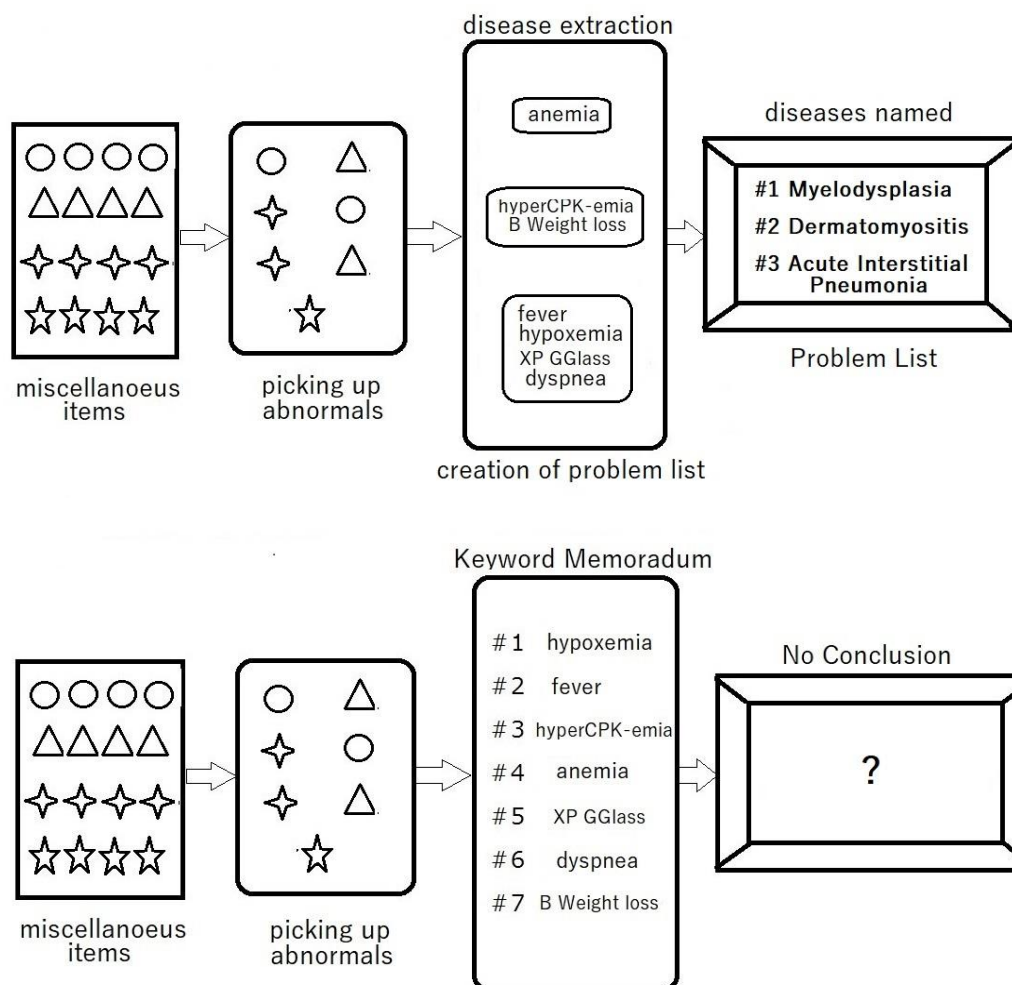 disease extraction
anemia
hyperCPK-emia
B Weight loss
fever
hypoxemia
XP GGlass
dyspnea
creation of problem list
miscellanoeus
items
picking up
abnormals
diseases named
#1 Myelodysplasia
#2 Dermatomyositis
#3 Acute Interstitial
Pneumonia
Problem List
Keyword Memoradum
#1 hypoxemia
#2 fever
#3 hyperCPK-emia
#4 anemia
#5 XP GGlass
#6 dyspnea
#7 B Weight loss
miscellanoeus
items
picking up
abnormals
No Conclusion
?